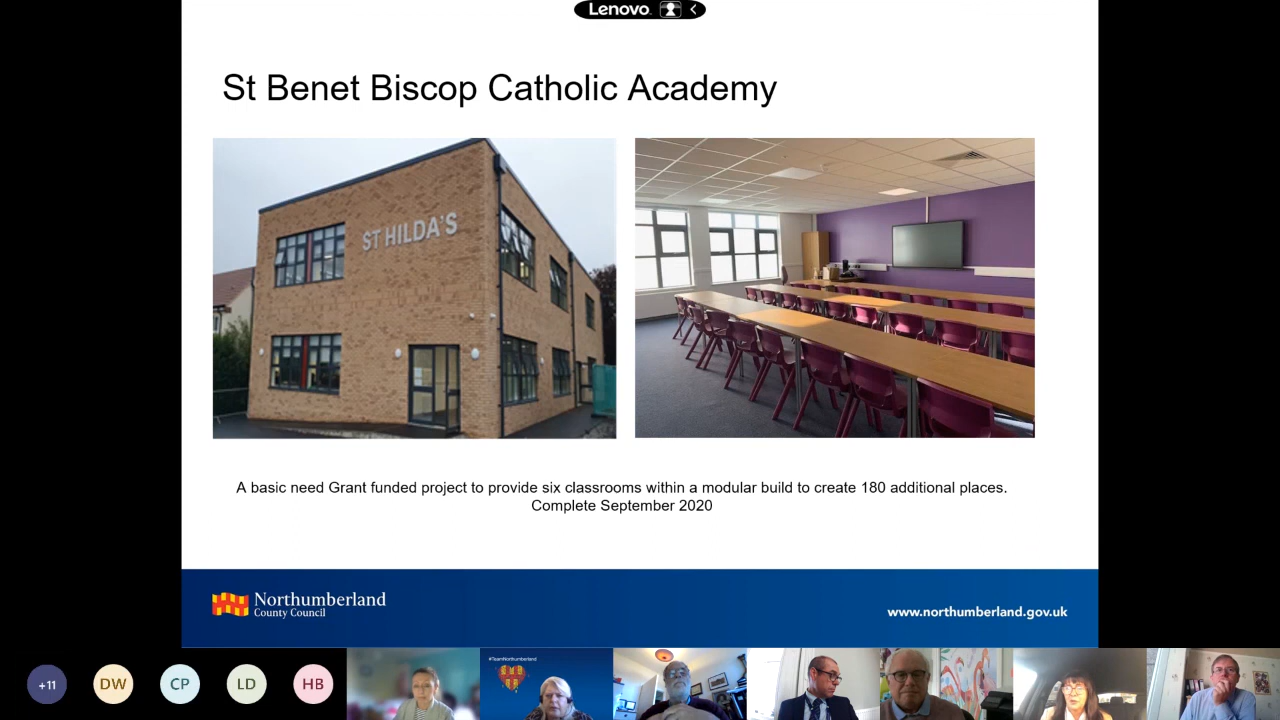 Lenovo
St Benet Biscop Catholic Academy
ST HILDA'S
A basic need Grant funded project to provide six classrooms within a modular build to create 180 additional places.
Complete September 2020
Northumberland
County Council
www.northumberland.gov.uk
+11
DW
CP
LD
HB
#TeamNorthumberland